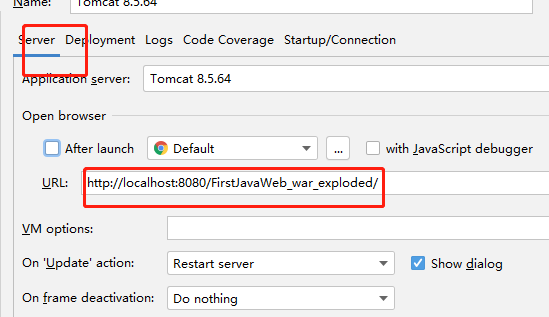 Name: Tomcat 8.5.64
Server Deployment Logs Code Coverage Startup/Connection
Application server: Tomcat 8.5.64
Open browser
After launch Default ... with JavaScript debugger
URL: http://localhost:8080/FirstJavaWeb_war_exploded/
VM options:
On 'Update' action: Restart server Show dialog
On frame deactivation: Do nothing